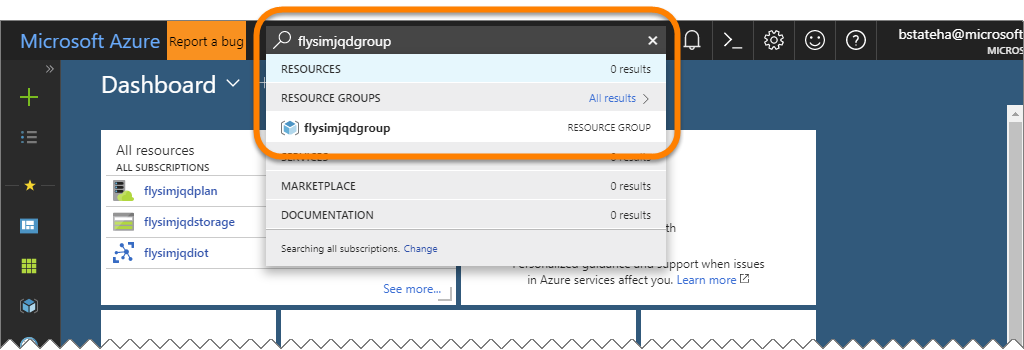 Microsoft Azure
Report a bug
flysimjqdgroup
bstateha@microsoft
MICROS
Dashboard
RESOURCES 0 results
RESOURCE GROUPS All results
flysimjqdgroup RESOURCE GROUP
SERVICES 0 results
MARKETPLACE 0 results
DOCUMENTATION 0 results
Searching all subscriptions. Change
All resources
ALL SUBSCRIPTIONS
flysimjqdplan
flysimjqdstorage
flysimjqdiot
See more...
th
Personalized guidance and support when issues
in Azure services affect you. Learn more